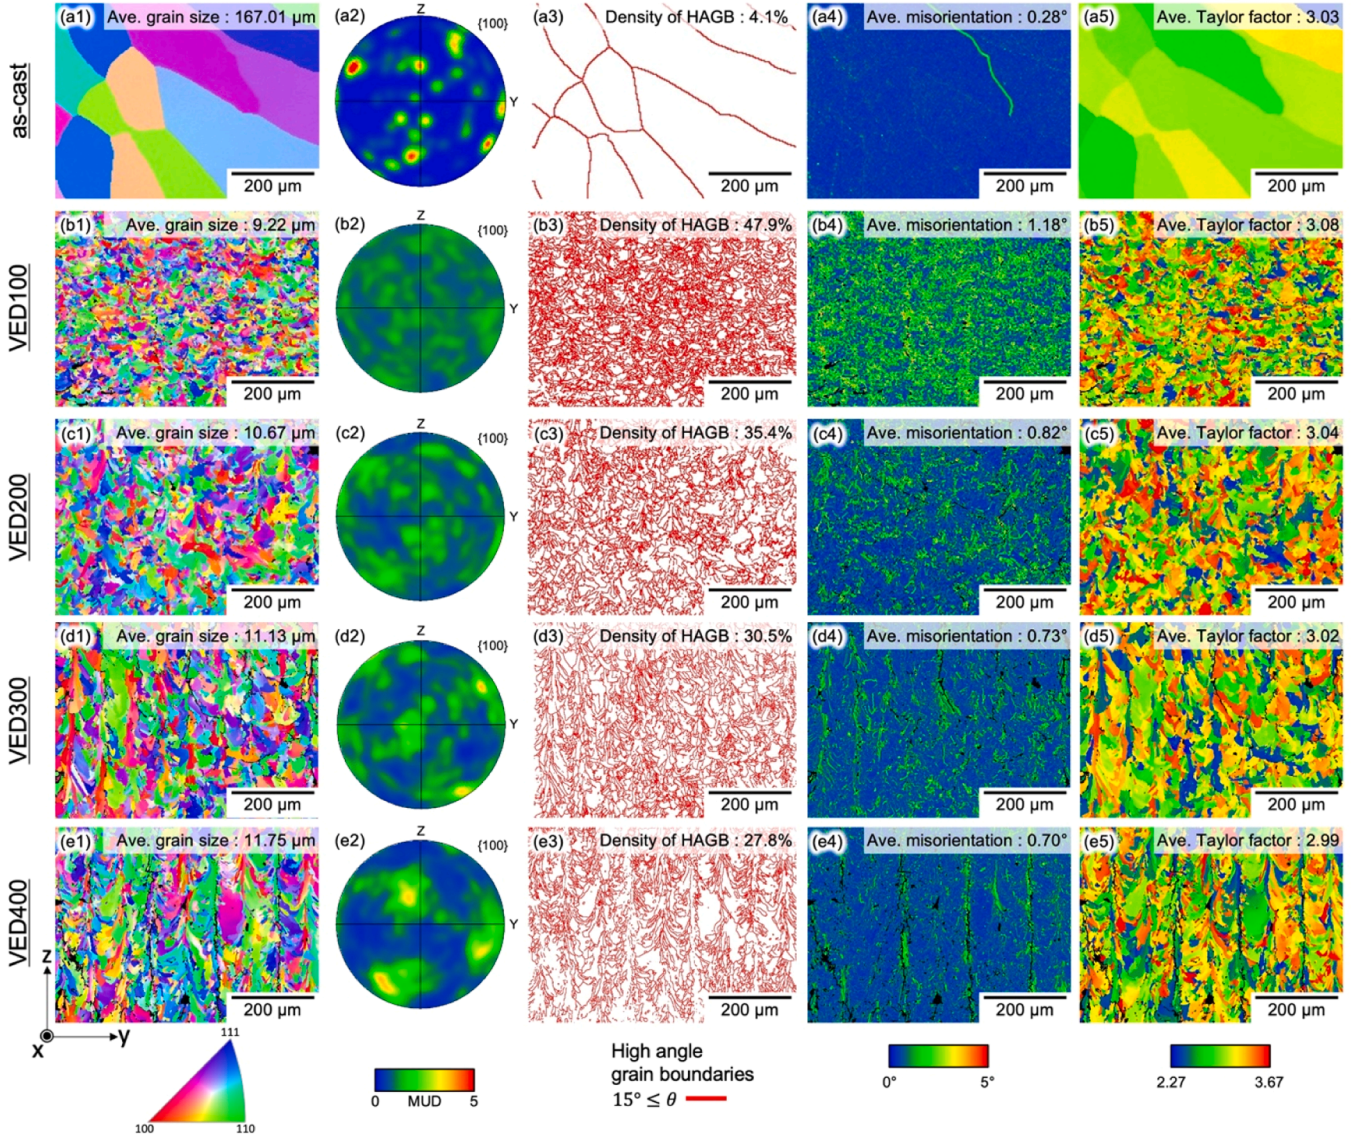 as-cast
(a1) Ave. grain size : 167.01 µm
200 µm
(a2) Z
{100}
Y
(a3) Density of HAGB : 4.1%
200 µm
(a4) Ave. misorientation : 0.28°
200 µm
(a5) Ave. Taylor factor : 3.03
200 µm
VED100
(b1) Ave. grain size : 9.22 µm
200 µm
(b2) Z
{100}
Y
(b3) Density of HAGB : 47.9%
200 µm
(b4) Ave. misorientation : 1.18°
200 µm
(b5) Ave. Taylor factor : 3.08
200 µm
VED200
(c1) Ave. grain size : 10.67 µm
200 µm
(c2) Z
{100}
Y
(c3) Density of HAGB : 35.4%
200 µm
(c4) Ave. misorientation : 0.82°
200 µm
(c5) Ave. Taylor factor : 3.04
200 µm
VED300
(d1) Ave. grain size : 11.13 µm
200 µm
(d2) Z
{100}
Y
(d3) Density of HAGB : 30.5%
200 µm
(d4) Ave. misorientation : 0.73°
200 µm
(d5) Ave. Taylor factor : 3.02
200 µm
VED400
(e1) Ave. grain size : 11.75 µm
200 µm
(e2) Z
{100}
Y
(e3) Density of HAGB : 27.8%
200 µm
(e4) Ave. misorientation : 0.70°
200 µm
(e5) Ave. Taylor factor : 2.99
200 µm
z
x
y
111
100
110
0 MUD 5
High angle
grain boundaries
15° ≤ θ
0° 5°
2.27 3.67